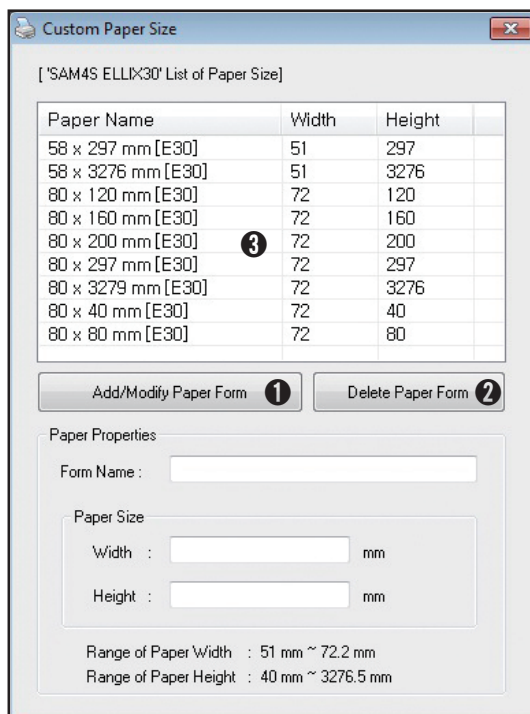 Custom Paper Size
[ 'SAM4S ELLIX30' List of Paper Size]
Paper Name Width Height
58 x 297 mm [E30] 51 297
58 x 3276 mm [E30] 51 3276
80 x 120 mm [E30] 72 120
80 x 160 mm [E30] 72 160
80 x 200 mm [E30] 72 200
3
80 x 297 mm [E30] 72 297
80 x 3279 mm [E30] 72 3276
80 x 40 mm [E30] 72 40
80 x 80 mm [E30] 72 80
Add/Modify Paper Form 1 Delete Paper Form 2
Paper Properties
Form Name :
Paper Size
Width : mm
Height : mm
Range of Paper Width : 51 mm ~ 72.2 mm
Range of Paper Height : 40 mm ~ 3276.5 mm